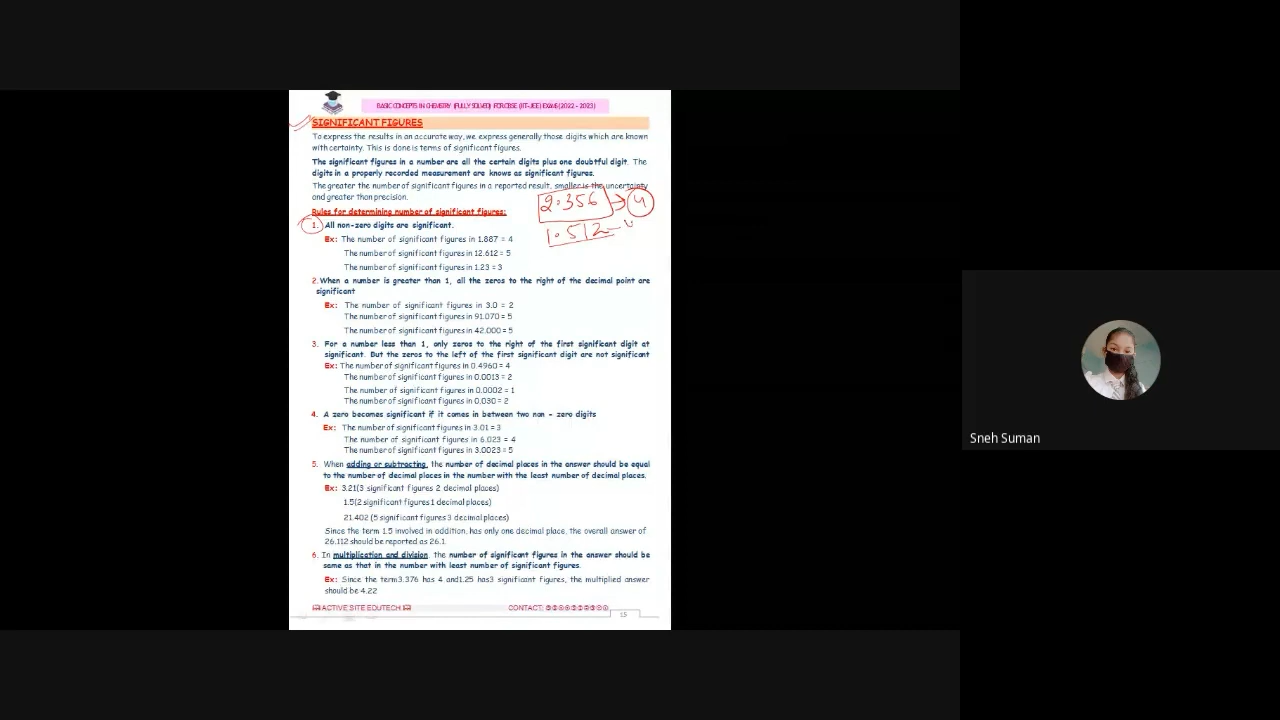 BASIC CONCEPTS IN CHEMISTRY (FULLY SOLVED) FOR CBSE (IIT-JEE) EXAMS (2022 - 2023)
SIGNIFICANT FIGURES
To express the results in an accurate way, we express generally those digits which are known
with certainty. This is done is terms of significant figures.
The significant figures in a number are all the certain digits plus one doubtful digit. The
digits in a properly recorded measurement are known as significant figures.
The greater the number of significant figures in a reported result, smaller is the uncertainty
and greater than precision.
2.356 → 4
Rules for determining number of significant figures:
1. All non-zero digits are significant.
1.512
Ex: The number of significant figures in 1.887 = 4
The number of significant figures in 12.612 = 5
The number of significant figures in 1.23 = 3
2. When a number is greater than 1, all the zeros to the right of the decimal point are
significant
Ex: The number of significant figures in 3.0 = 2
The number of significant figures in 91.070 = 5
The number of significant figures in 42.000 = 5
3. For a number less than 1, only zeros to the right of the first significant digit at
significant. But the zeros to the left of the first significant digit are not significant
Ex: The number of significant figures in 0.4960 = 4
The number of significant figures in 0.0013 = 2
The number of significant figures in 0.0002 = 1
The number of significant figures in 0.030 = 2
4. A zero becomes significant if it comes in between two non - zero digits
Ex: The number of significant figures in 3.01 = 3
The number of significant figures in 6.023 = 4
The number of significant figures in 3.0023 = 5
5. When adding or subtracting, the number of decimal places in the answer should be equal
to the number of decimal places in the number with the least number of decimal places.
Ex: 3.21(3 significant figures 2 decimal places)
1.5(2 significant figures 1 decimal places)
21.402 (5 significant figures 3 decimal places)
Since the term 1.5 involved in addition, has only one decimal place, the overall answer of
26.112 should be reported as 26.1
6. In multiplication and division, the number of significant figures in the answer should be
same as that in the number with least number of significant figures.
Ex: Since the term3.376 has 4 and1.25 has3 significant figures, the multiplied answer
should be 4.22
ACTIVE SITE EDUTECH
CONTACT:
15
Sneh Suman